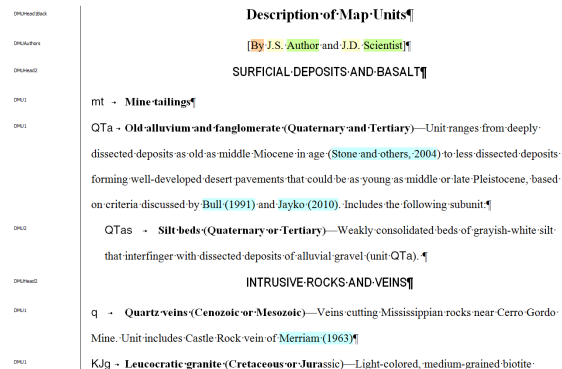 DMUHead1Back Description of Map Units¶
DMUAuthors [By J.S. Author and J.D. Scientist]¶
DMUHead2 SURFICIAL DEPOSITS AND BASALT¶
DMU1 mt → Mine tailings¶
DMU1 QTa → Old alluvium and fanglomerate (Quaternary and Tertiary)—Unit ranges from deeply
dissected deposits as old as middle Miocene in age (Stone and others, 2004) to less dissected deposits
forming well-developed desert pavements that could be as young as middle or late Pleistocene, based
on criteria discussed by Bull (1991) and Jayko (2010). Includes the following subunit:¶
DMU2 QTas → Silt beds (Quaternary or Tertiary)—Weakly consolidated beds of grayish-white silt
that interfinger with dissected deposits of alluvial gravel (unit QTa). ¶
DMUHead2 INTRUSIVE ROCKS AND VEINS¶
DMU1 q → Quartz veins (Cenozoic or Mesozoic)—Veins cutting Mississippian rocks near Cerro Gordo
Mine. Unit includes Castle Rock vein of Merriam (1963)¶
DMU1 KJg → Leucocratic granite (Cretaceous or Jurassic)—Light-colored, medium-grained biotite